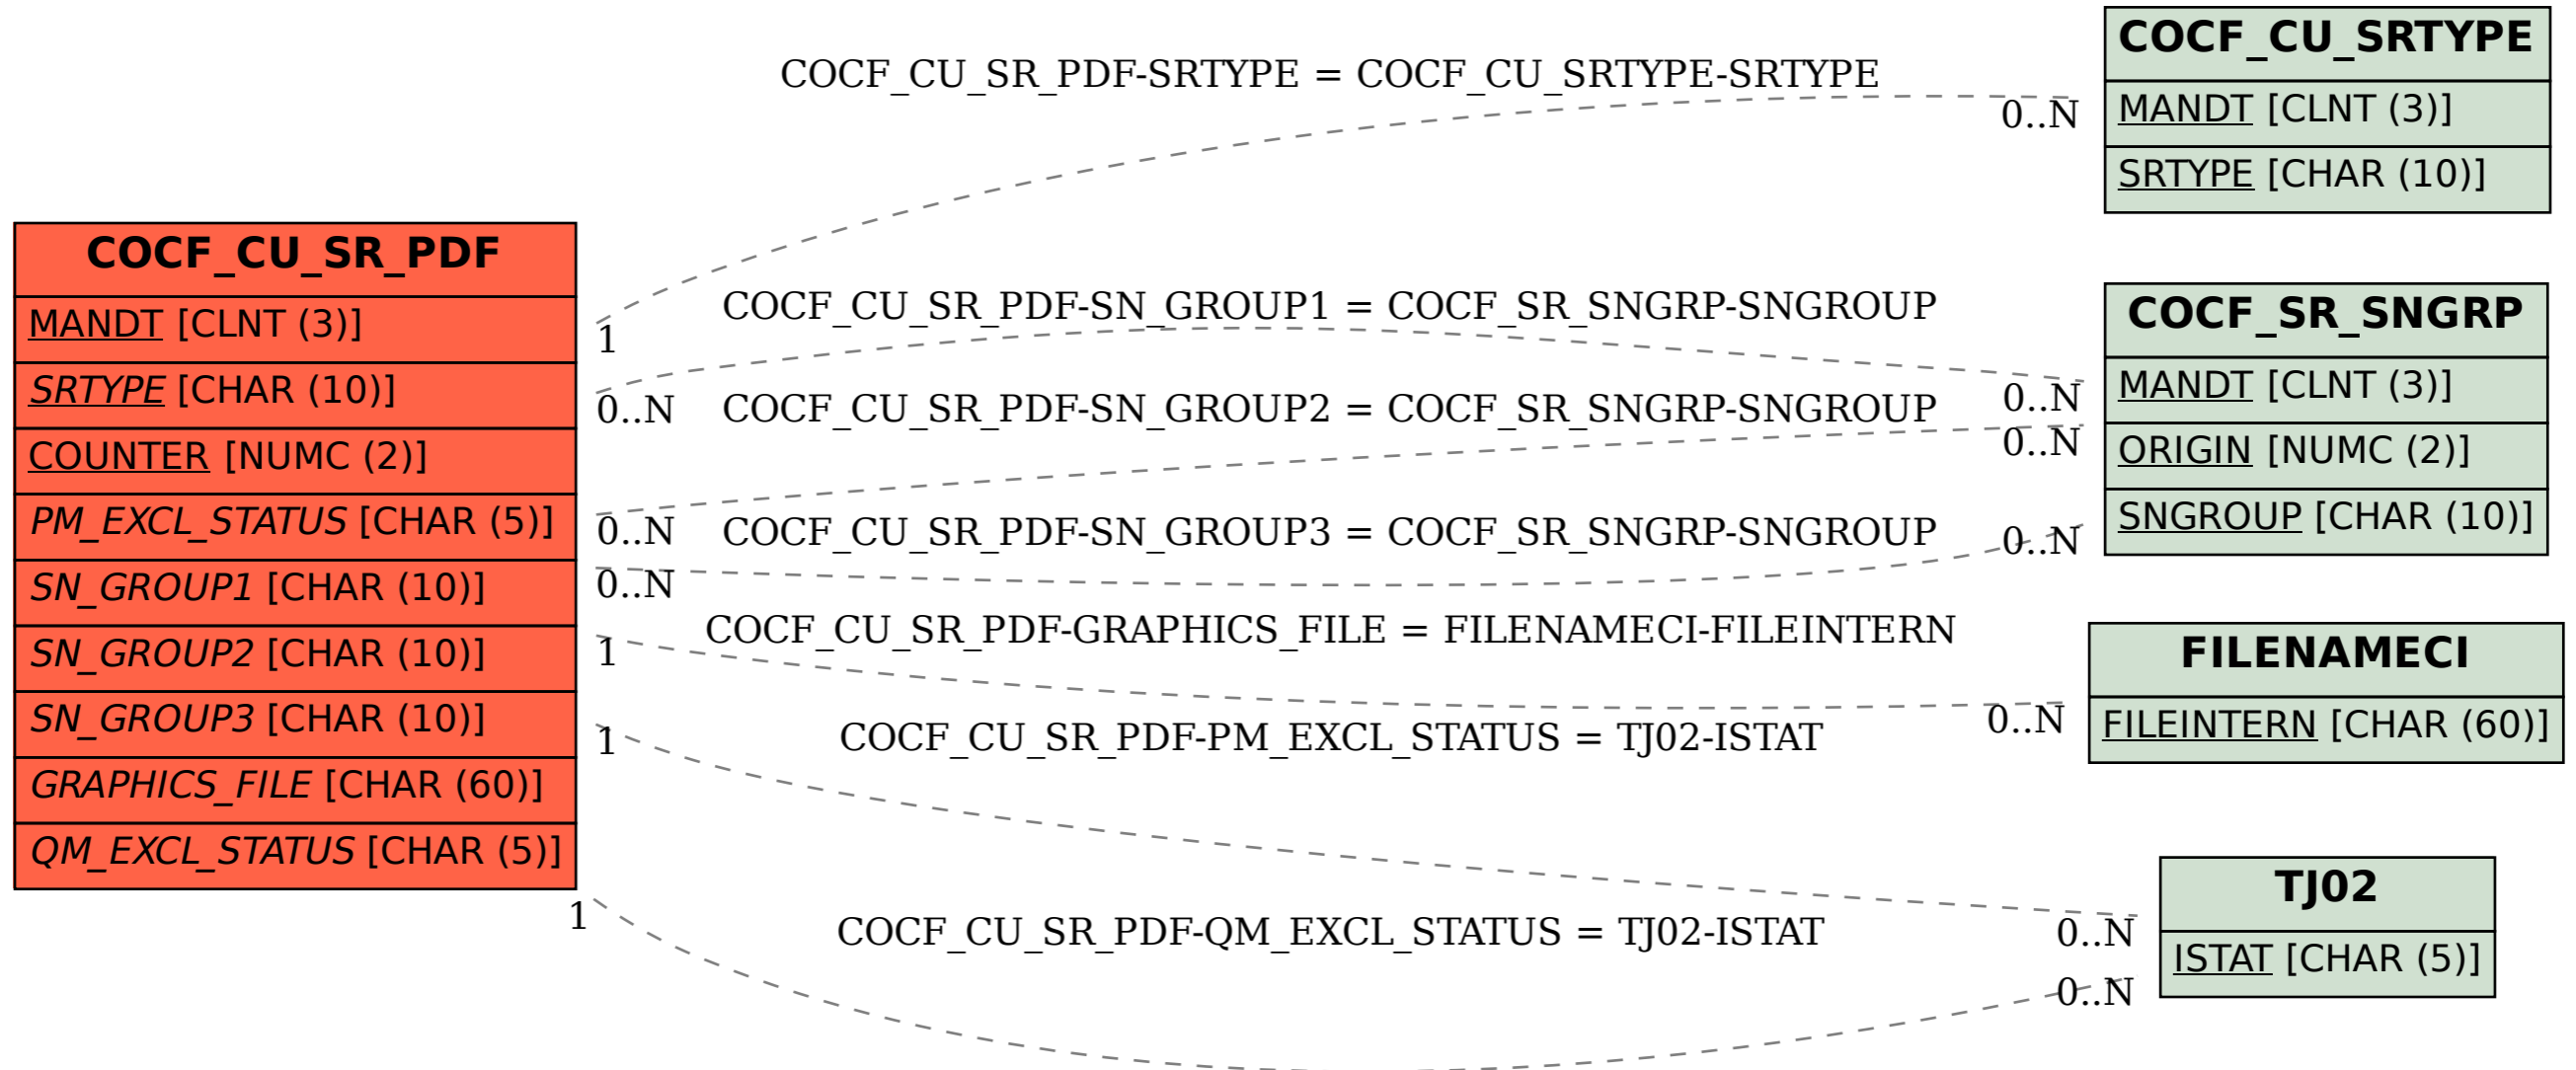 COCF_CU_SR_PDF
MANDT [CLNT (3)]
SRTYPE [CHAR (10)]
COUNTER [NUMC (2)]
PM_EXCL_STATUS [CHAR (5)]
SN_GROUP1 [CHAR (10)]
SN_GROUP2 [CHAR (10)]
SN_GROUP3 [CHAR (10)]
GRAPHICS_FILE [CHAR (60)]
QM_EXCL_STATUS [CHAR (5)]
COCF_CU_SR_PDF-SRTYPE = COCF_CU_SRTYPE-SRTYPE
1
0..N
COCF_CU_SR_PDF-SN_GROUP1 = COCF_SR_SNGRP-SNGROUP
0..N
0..N
COCF_CU_SR_PDF-SN_GROUP2 = COCF_SR_SNGRP-SNGROUP
0..N
0..N
COCF_CU_SR_PDF-SN_GROUP3 = COCF_SR_SNGRP-SNGROUP
0..N
0..N
COCF_CU_SR_PDF-GRAPHICS_FILE = FILENAMECI-FILEINTERN
1
0..N
COCF_CU_SR_PDF-PM_EXCL_STATUS = TJ02-ISTAT
1
0..N
COCF_CU_SR_PDF-QM_EXCL_STATUS = TJ02-ISTAT
1
0..N
COCF_CU_SRTYPE
MANDT [CLNT (3)]
SRTYPE [CHAR (10)]
COCF_SR_SNGRP
MANDT [CLNT (3)]
ORIGIN [NUMC (2)]
SNGROUP [CHAR (10)]
FILENAMECI
FILEINTERN [CHAR (60)]
TJ02
ISTAT [CHAR (5)]